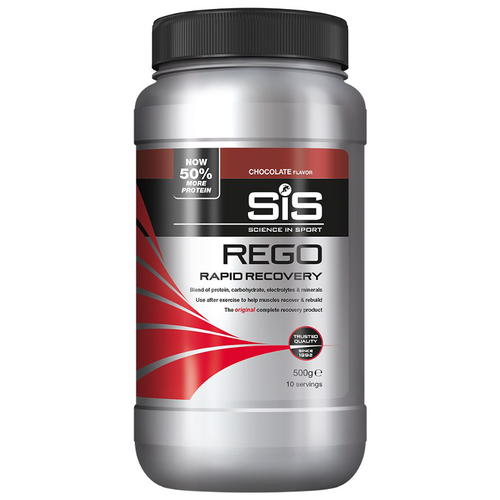 NOW
50%
MORE
PROTEIN
CHOCOLATE FLAVOR
SiS
SCIENCE IN SPORT
REGO
RAPID RECOVERY
Blend of protein, carbohydrate, electrolytes & minerals
Use after exercise to help muscles recover & rebuild
The original complete recovery product
TRUSTED
QUALITY
SINCE
1992
500g℮
10 servings